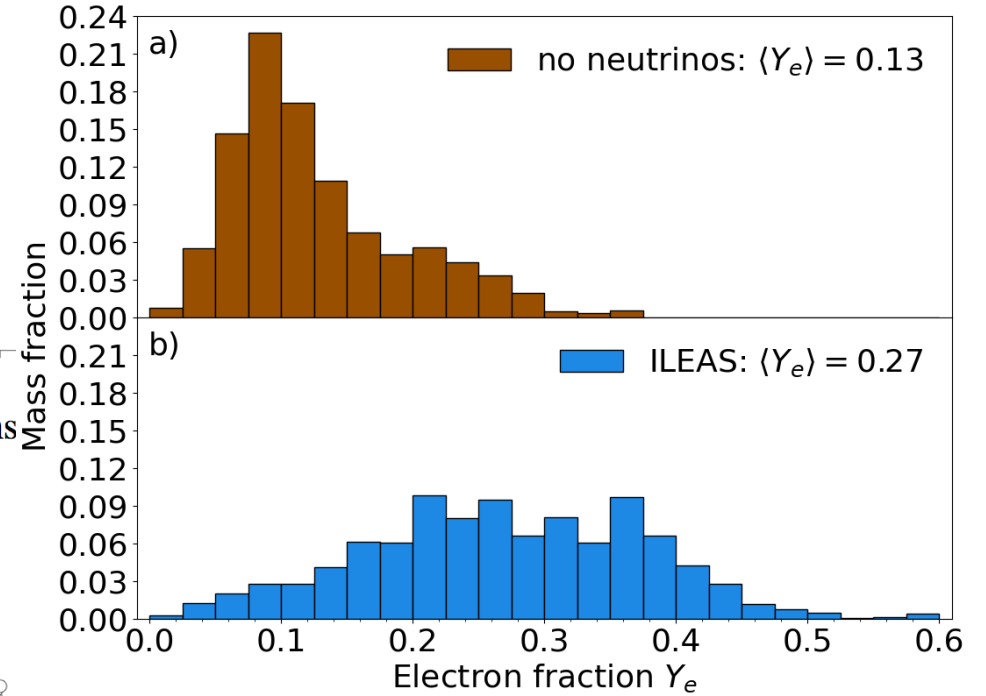 0.24
0.21
0.18
0.15
0.12
0.09
0.06
0.03
0.00
a)
no neutrinos: ⟨Yₑ⟩ = 0.13
Mass fraction
0.21
0.18
0.15
0.12
0.09
0.06
0.03
0.00
b)
ILEAS: ⟨Yₑ⟩ = 0.27
0.0 0.1 0.2 0.3 0.4 0.5 0.6
Electron fraction Yₑ